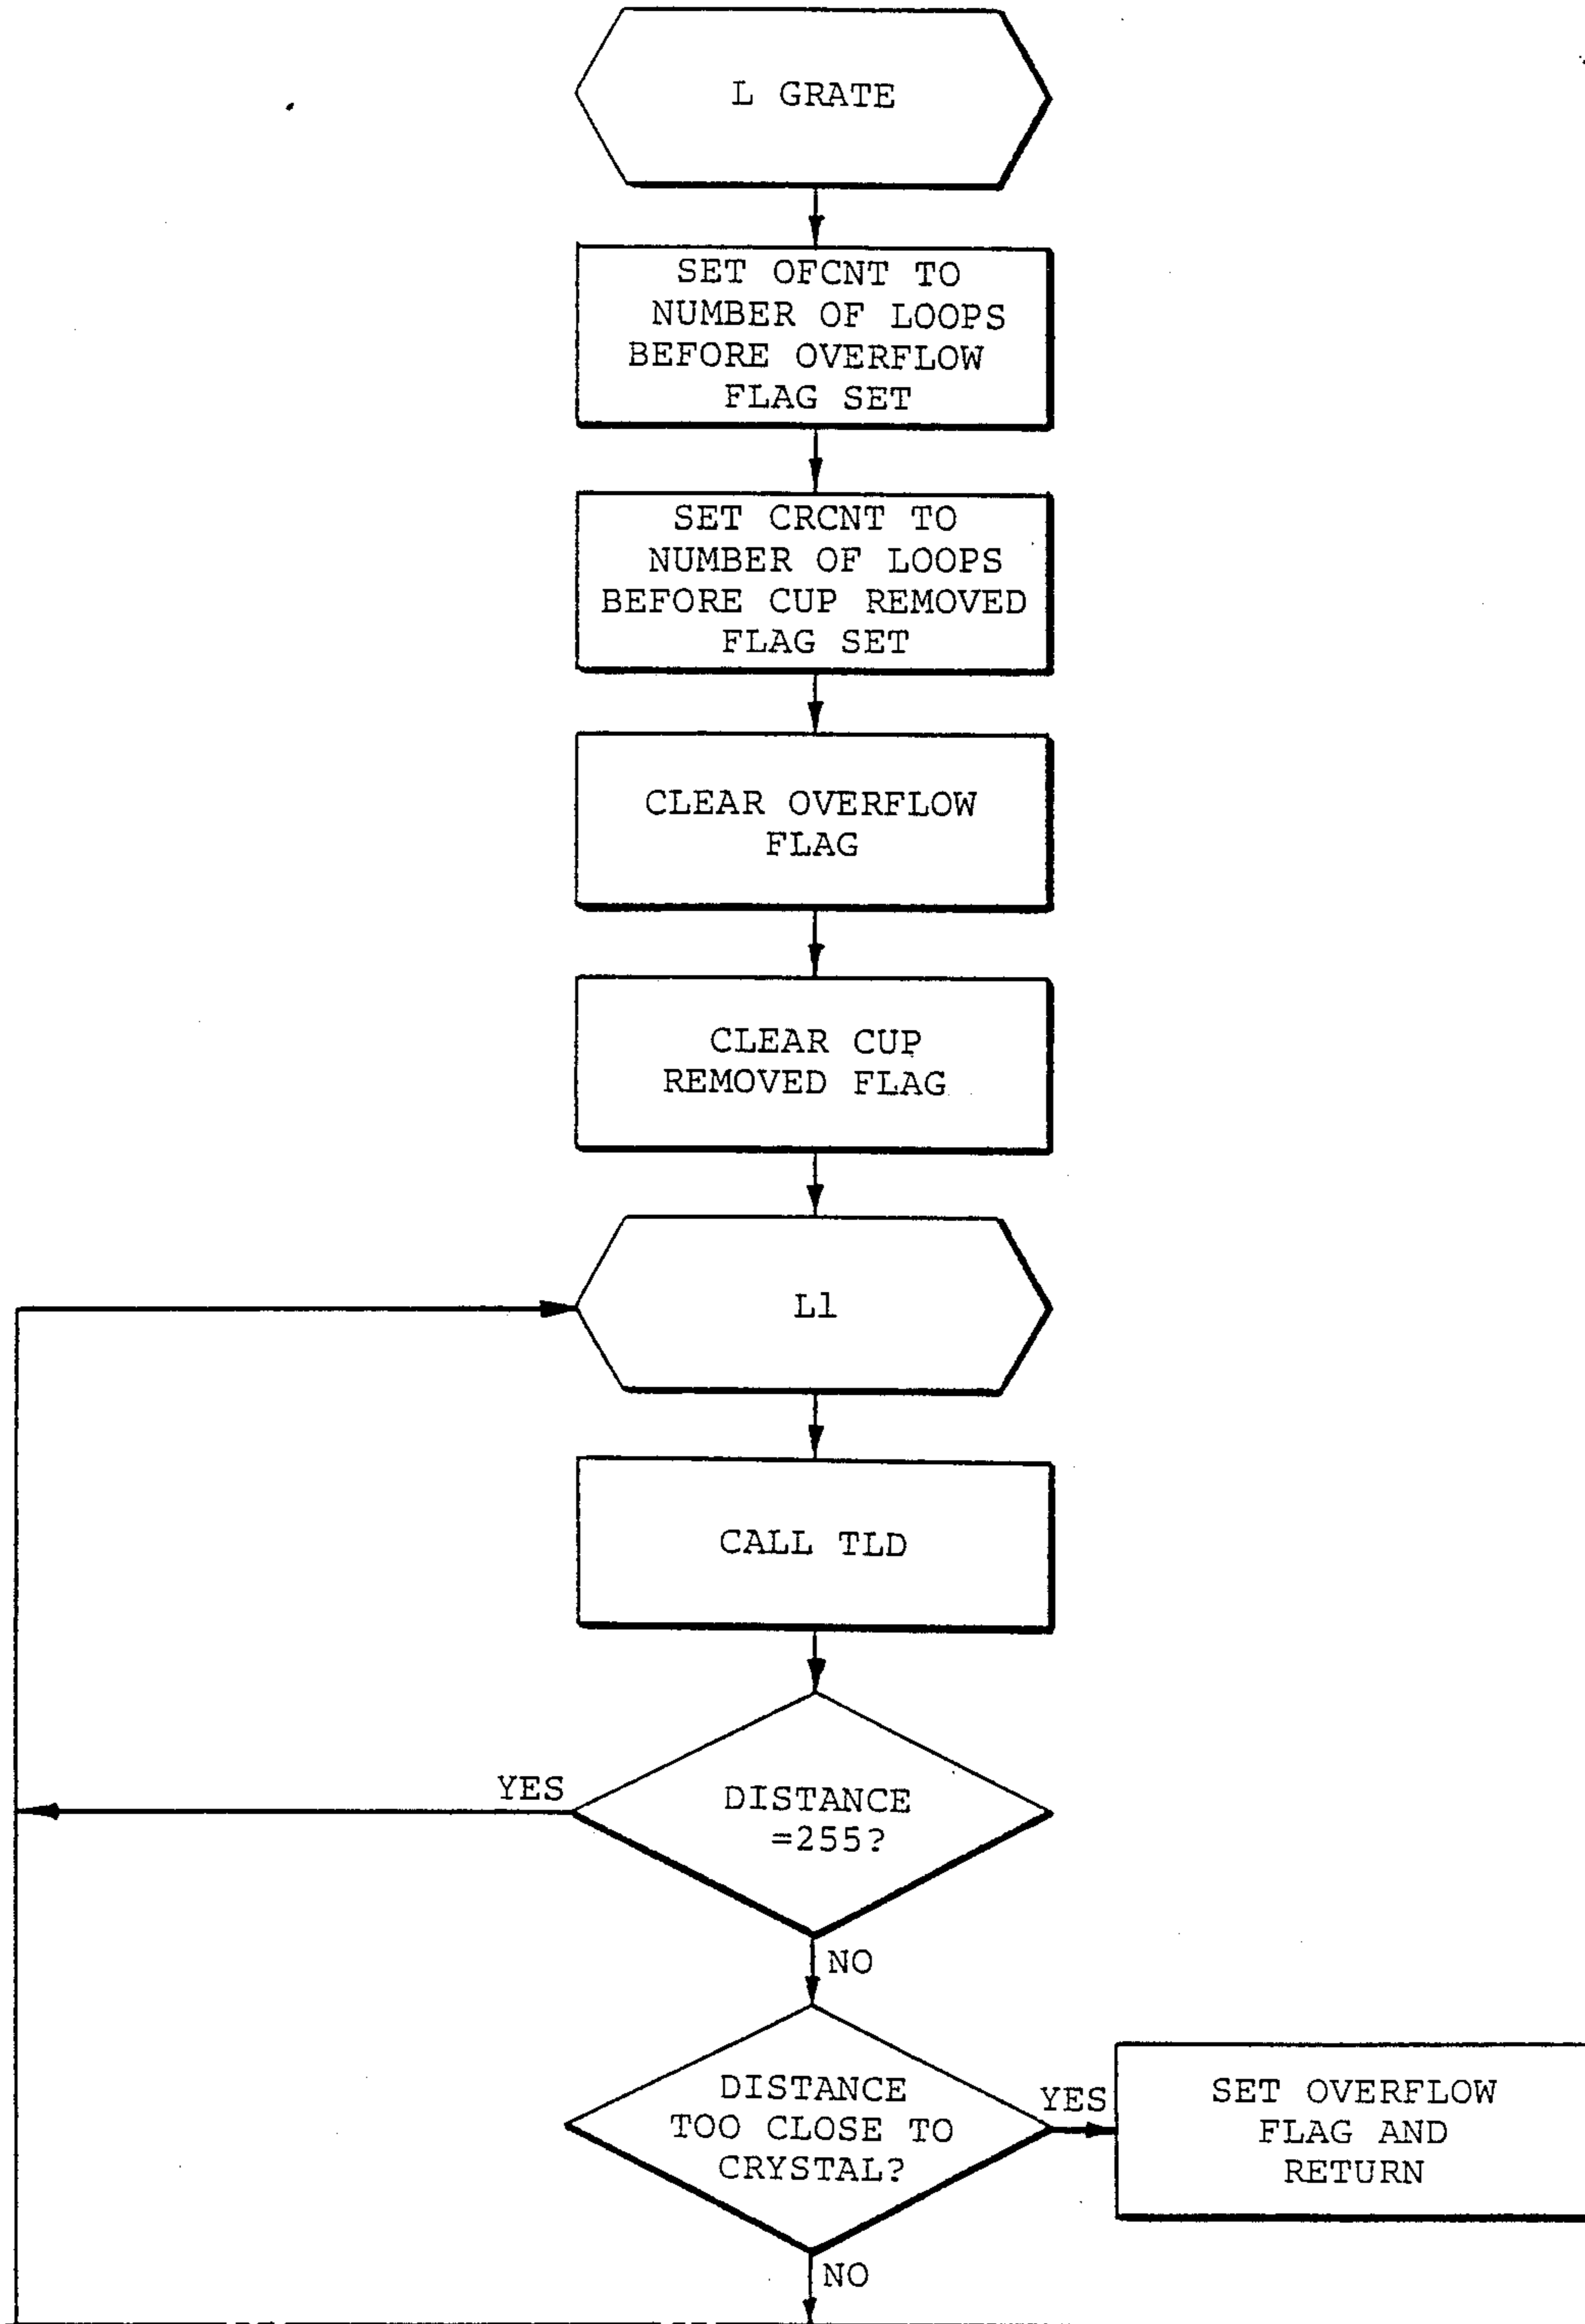 L GRATE
SET OFCNT TO
NUMBER OF LOOPS
BEFORE OVERFLOW
FLAG SET
SET CRCNT TO
NUMBER OF LOOPS
BEFORE CUP REMOVED
FLAG SET
CLEAR OVERFLOW
FLAG
CLEAR CUP
REMOVED FLAG
L1
CALL TLD
YES
DISTANCE
=255?
NO
DISTANCE
TOO CLOSE TO
CRYSTAL?
YES
SET OVERFLOW
FLAG AND
RETURN
NO